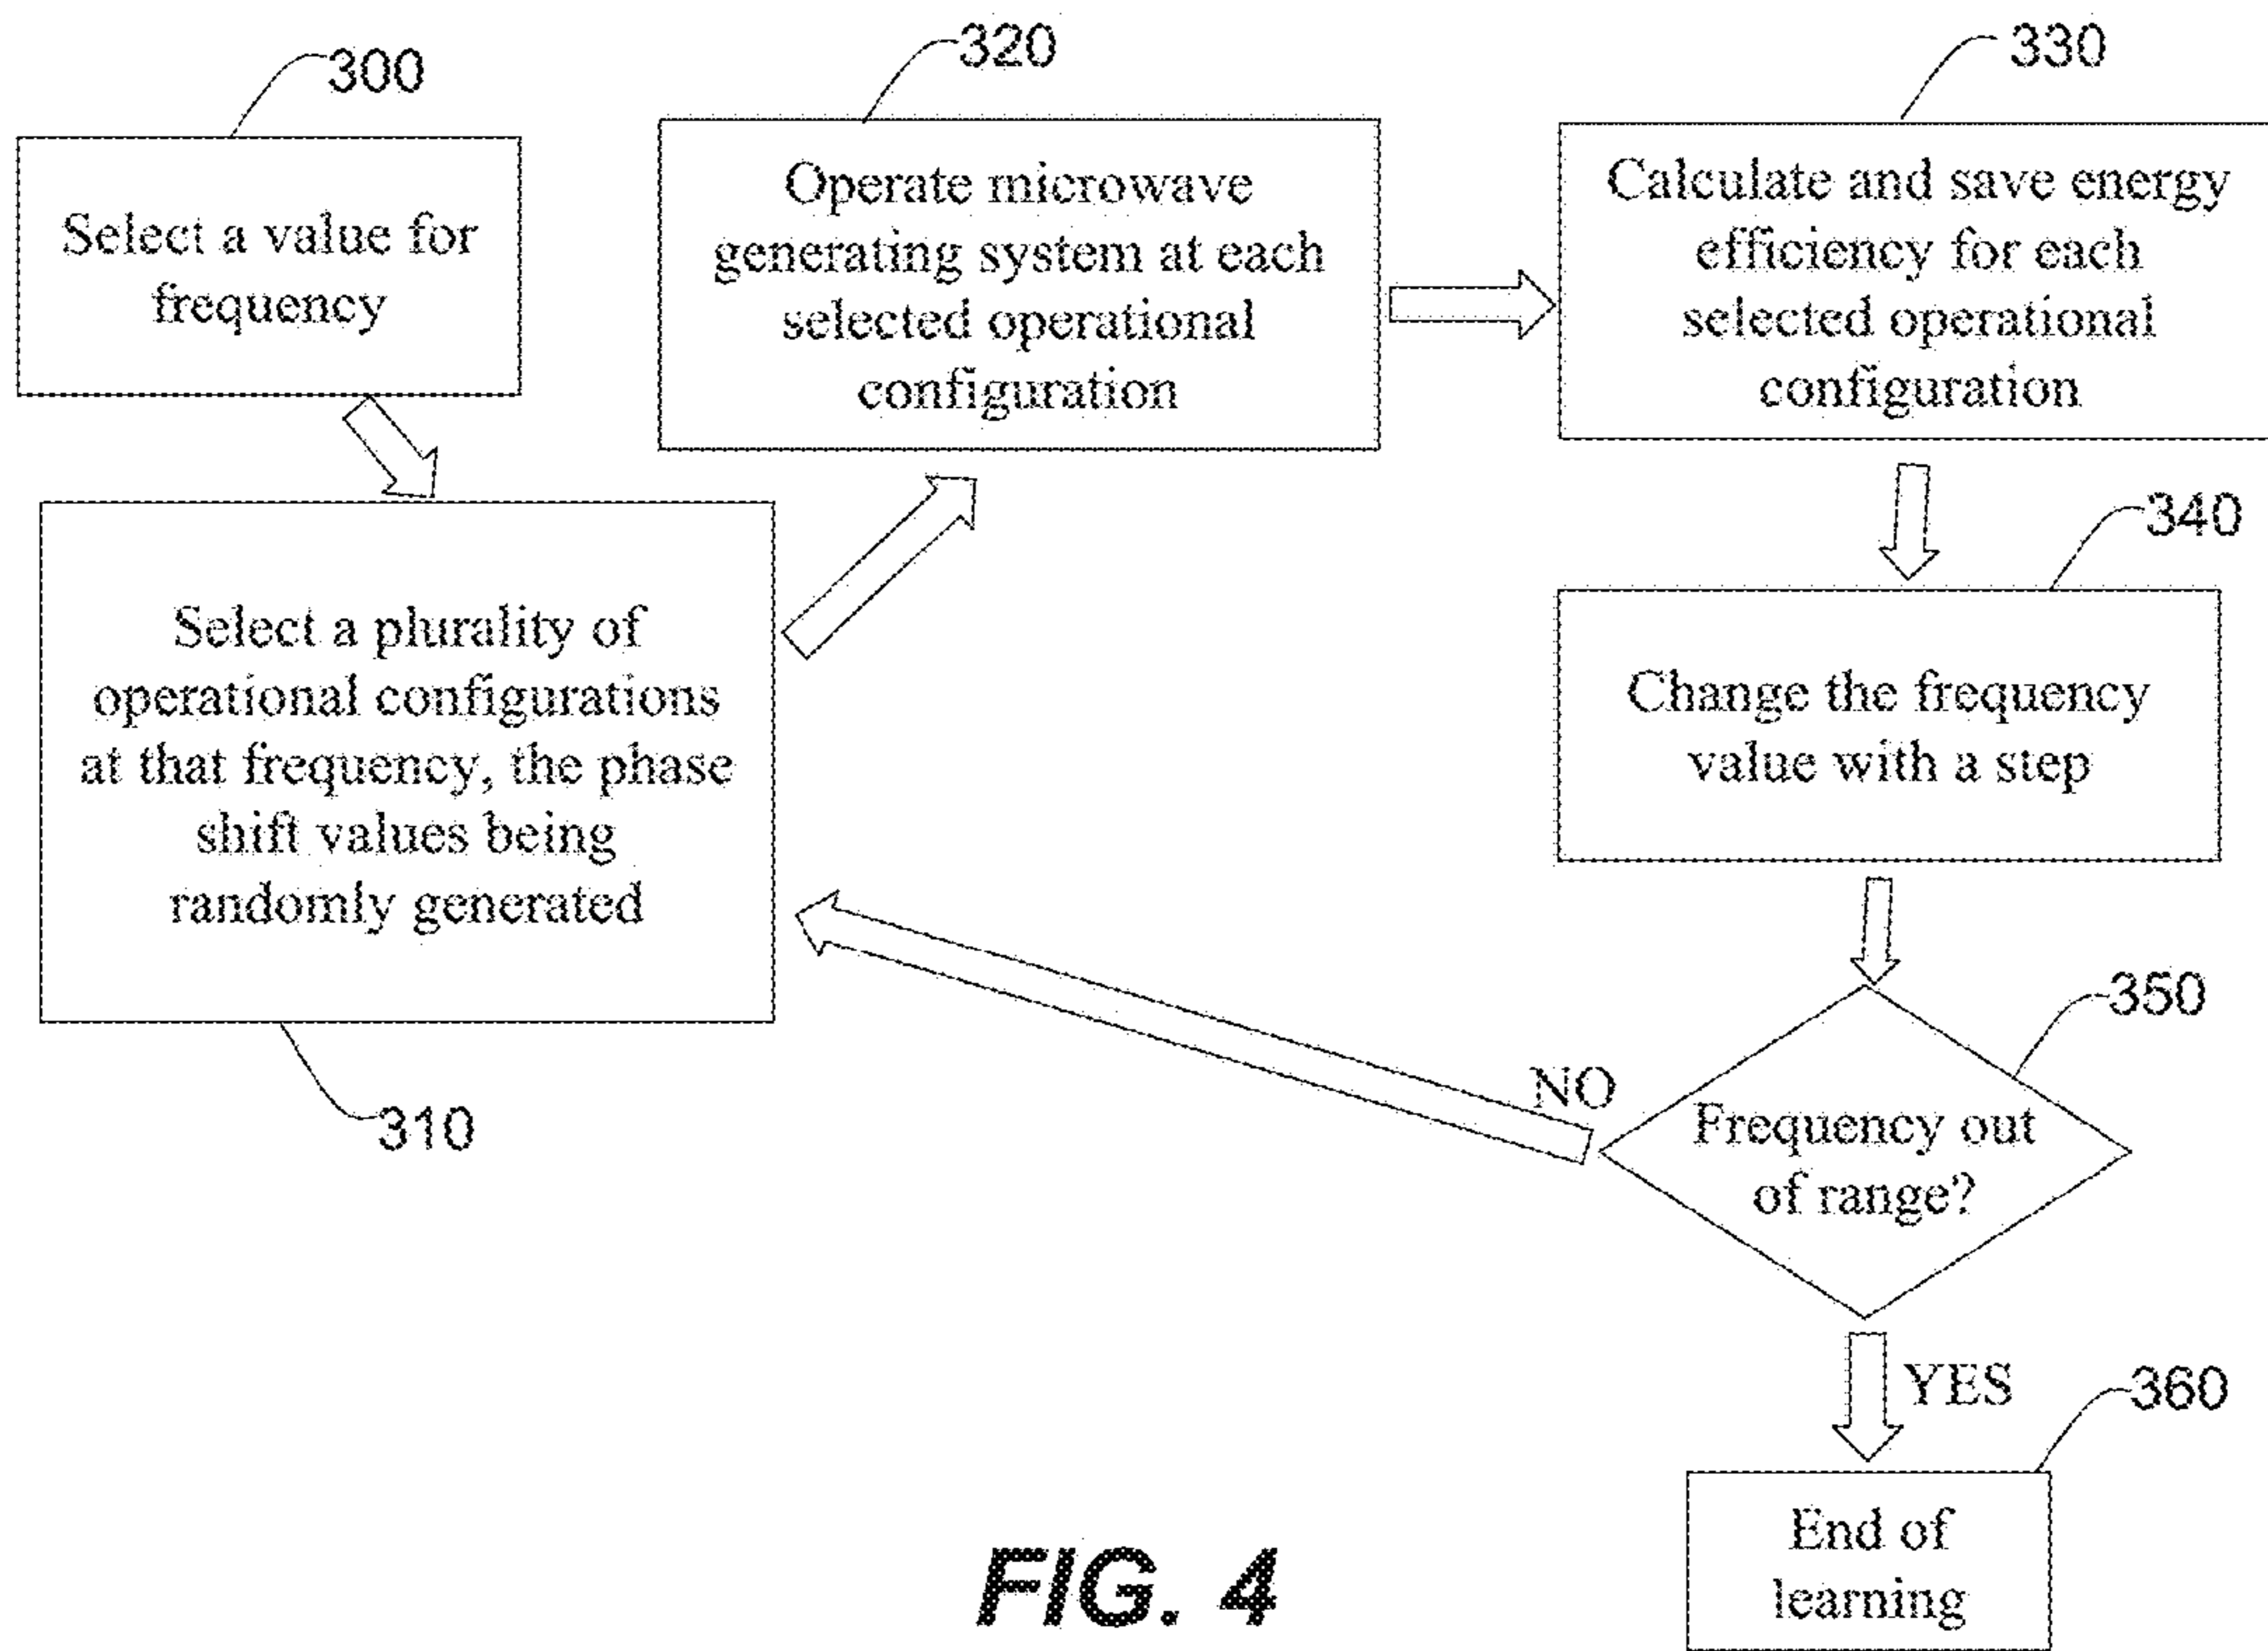 300
Select a value for
frequency
320
Operate microwave
generating system at each
selected operational
configuration
330
Calculate and save energy
efficiency for each
selected operational
configuration
310
Select a plurality of
operational configurations
at that frequency, the phase
shift values being
randomly generated
340
Change the frequency
value with a step
350
Frequency out
of range?
NO
YES
360
End of
learning
FIG. 4